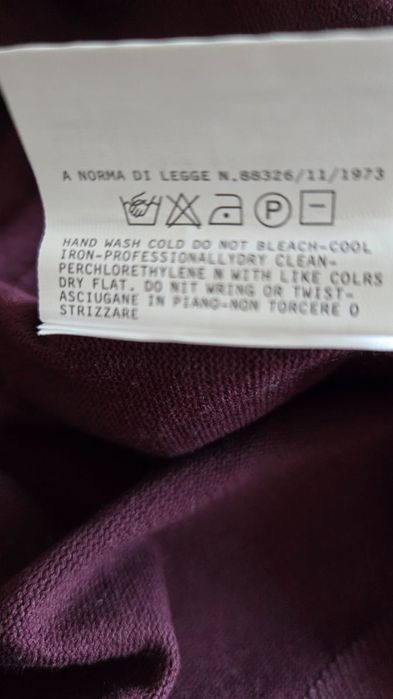 A NORMA DI LEGGE N.88326/11/1973
P
HAND WASH COLD DO NOT BLEACH-COOL
IRON-PROFESSIONALLYDRY CLEAN-
PERCHLORETHYLENE N WITH LIKE COLRS
DRY FLAT. DO NIT WRING OR TWIST-
ASCIUGANE IN PIANO-NON TORCERE O
STRIZZARE